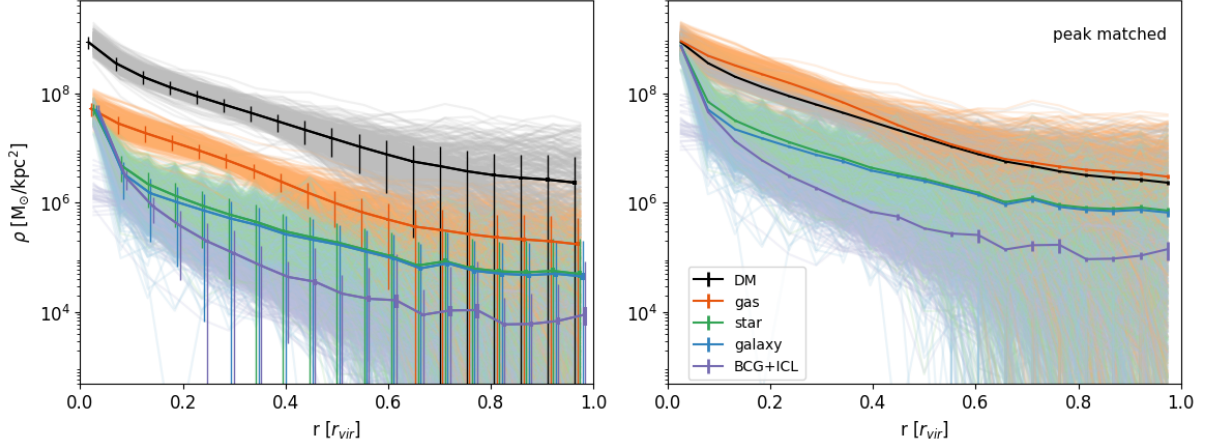 ρ [M⊙/kpc²]
10⁸
10⁶
10⁴
0.0 0.2 0.4 0.6 0.8 1.0
r [r_vir]
peak matched
10⁸
10⁶
10⁴
DM
gas
star
galaxy
BCG+ICL
0.0 0.2 0.4 0.6 0.8 1.0
r [r_vir]